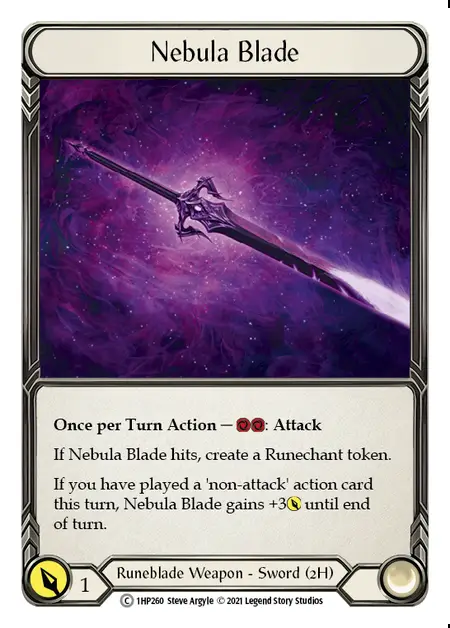 Nebula Blade
Once per Turn Action — : Attack
If Nebula Blade hits, create a Runechant token.
If you have played a 'non-attack' action card
this turn, Nebula Blade gains +3 until end
of turn.
1
Runeblade Weapon - Sword (2H)
C 1HP260 Steve Argyle © 2021 Legend Story Studios